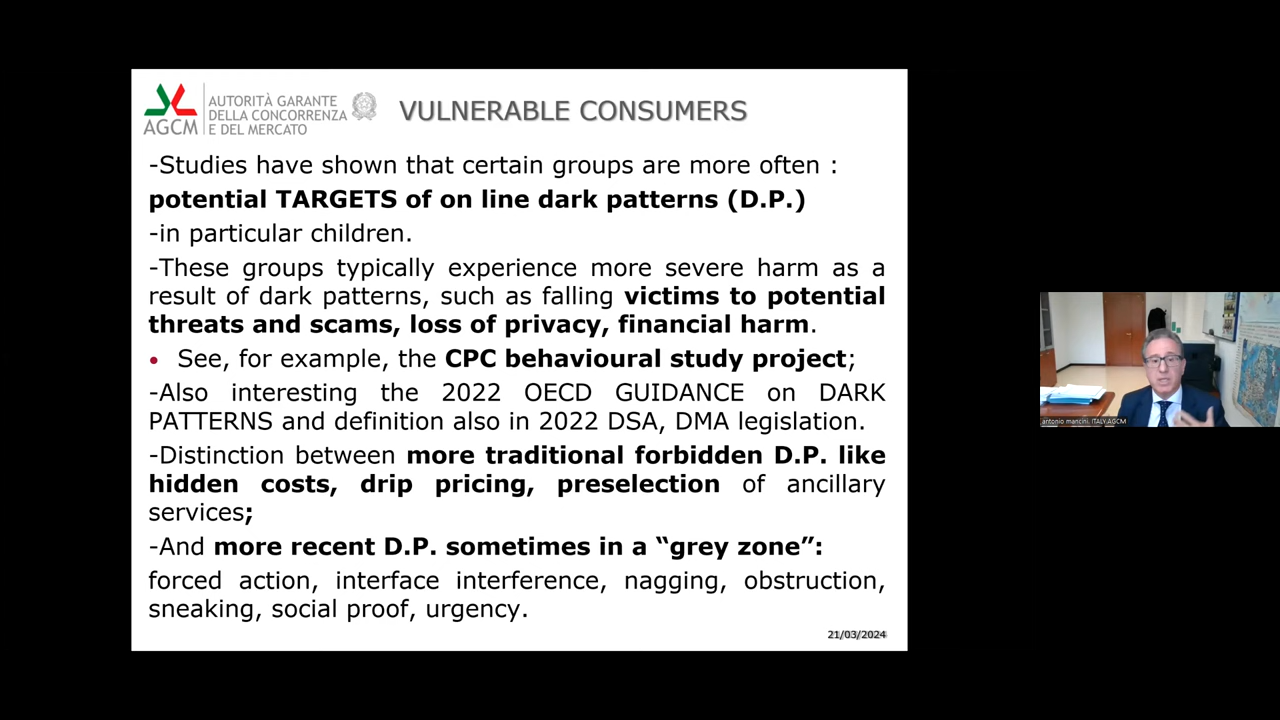 AGCM
AUTORITÀ GARANTE
DELLA CONCORRENZA
E DEL MERCATO
VULNERABLE CONSUMERS
-Studies have shown that certain groups are more often :
potential TARGETS of on line dark patterns (D.P.)
-in particular children.
-These groups typically experience more severe harm as a
result of dark patterns, such as falling victims to potential
threats and scams, loss of privacy, financial harm.
• See, for example, the CPC behavioural study project;
-Also interesting the 2022 OECD GUIDANCE on DARK
PATTERNS and definition also in 2022 DSA, DMA legislation.
-Distinction between more traditional forbidden D.P. like
hidden costs, drip pricing, preselection of ancillary
services;
-And more recent D.P. sometimes in a “grey zone”:
forced action, interface interference, nagging, obstruction,
sneaking, social proof, urgency.
21/03/2024
antonio mancini. ITALY AGCM